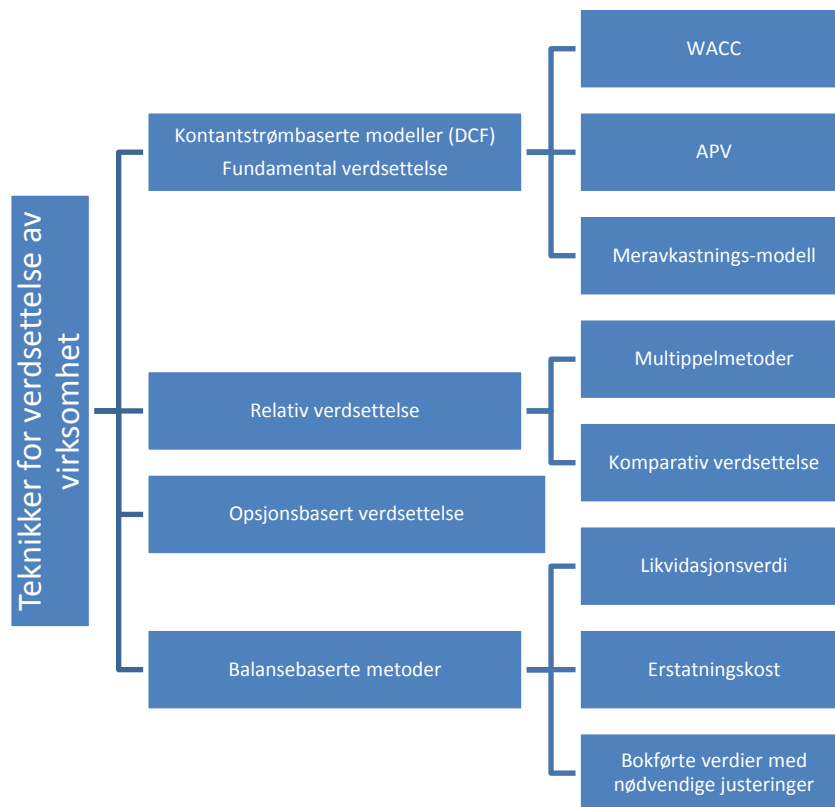 Teknikker for verdsettelse av
virksomhet
Kontantstrømbaserte modeller (DCF)
Fundamental verdsettelse
WACC
APV
Meravkastnings-modell
Relativ verdsettelse
Multippelmetoder
Komparativ verdsettelse
Opsjonsbasert verdsettelse
Balansebaserte metoder
Likvidasjonsverdi
Erstatningskost
Bokførte verdier med
nødvendige justeringer